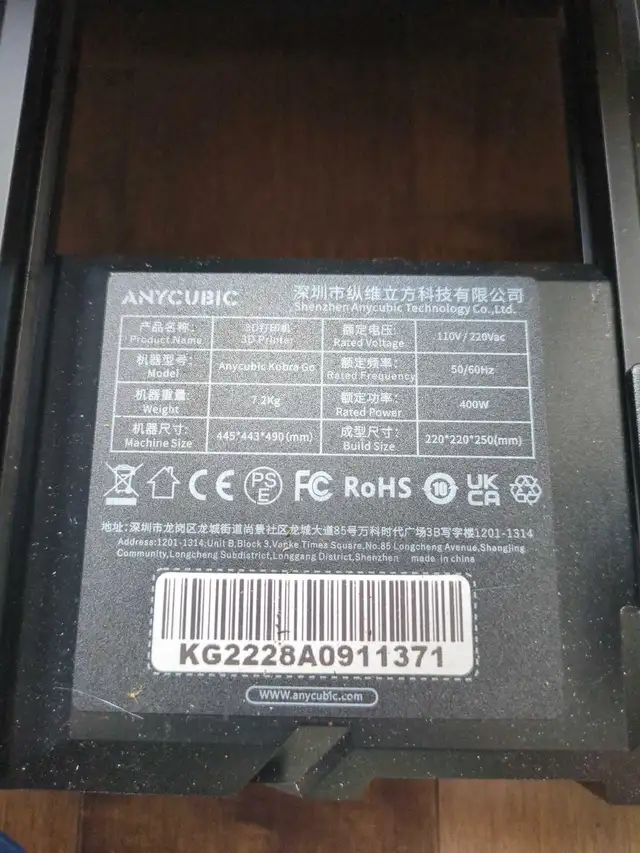 ANYCUBIC
深圳市纵维立方科技有限公司
Shenzhen Anycubic Technology Co.,Ltd.
产品名称: 3D打印机 额定电压: 110V / 220Vac
Product Name 3D Printer Rated Voltage
机器型号: Anycubic Kobra Go 额定频率: 50/60Hz
Model Rated Frequency
机器重量: 7.2Kg 额定功率: 400W
Weight Rated Power
机器尺寸: 445*443*490(mm) 成型尺寸: 220*220*250(mm)
Machine Size Build Size
CE PS E FC RoHS 10 UK CA
地址: 深圳市龙岗区龙城街道尚景社区龙城大道85号万科时代广场3B写字楼1201-1314
Address:1201-1314,Unit B,Block 3,Vanke Times Square,No.85 Longcheng Avenue,Shangjing
Community,Longcheng Subdistrict,Longgang District,Shenzhen made in china
KG2228A0911371
www.anycubic.com